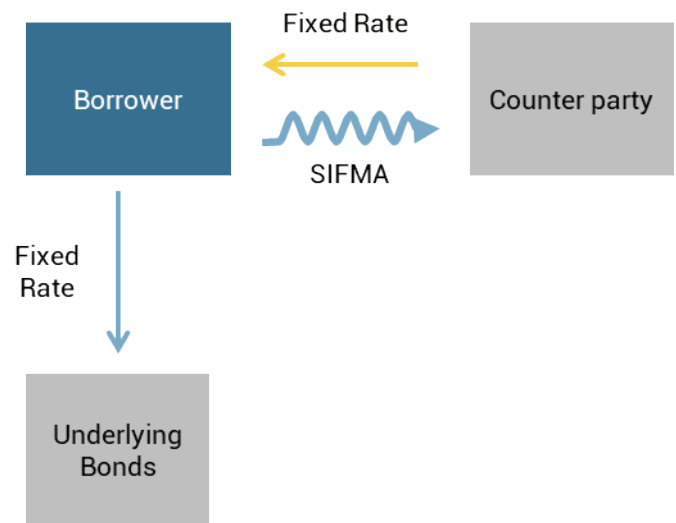 Fixed Rate
Borrower
Counter party
SIFMA
Fixed
Rate
Underlying
Bonds